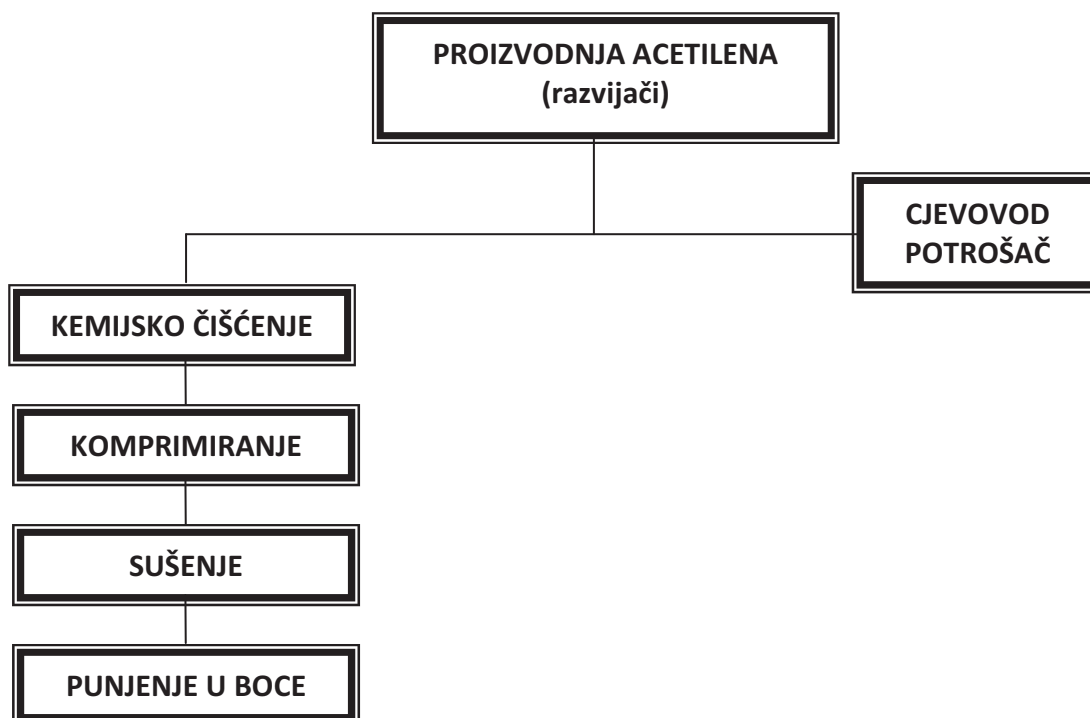 PROIZVODNJA ACETILENA
(razvijači)
CJEVOVOD
POTROŠAČ
KEMIJSKO ČIŠĆENJE
KOMPRIMIRANJE
SUŠENJE
PUNJENJE U BOCE